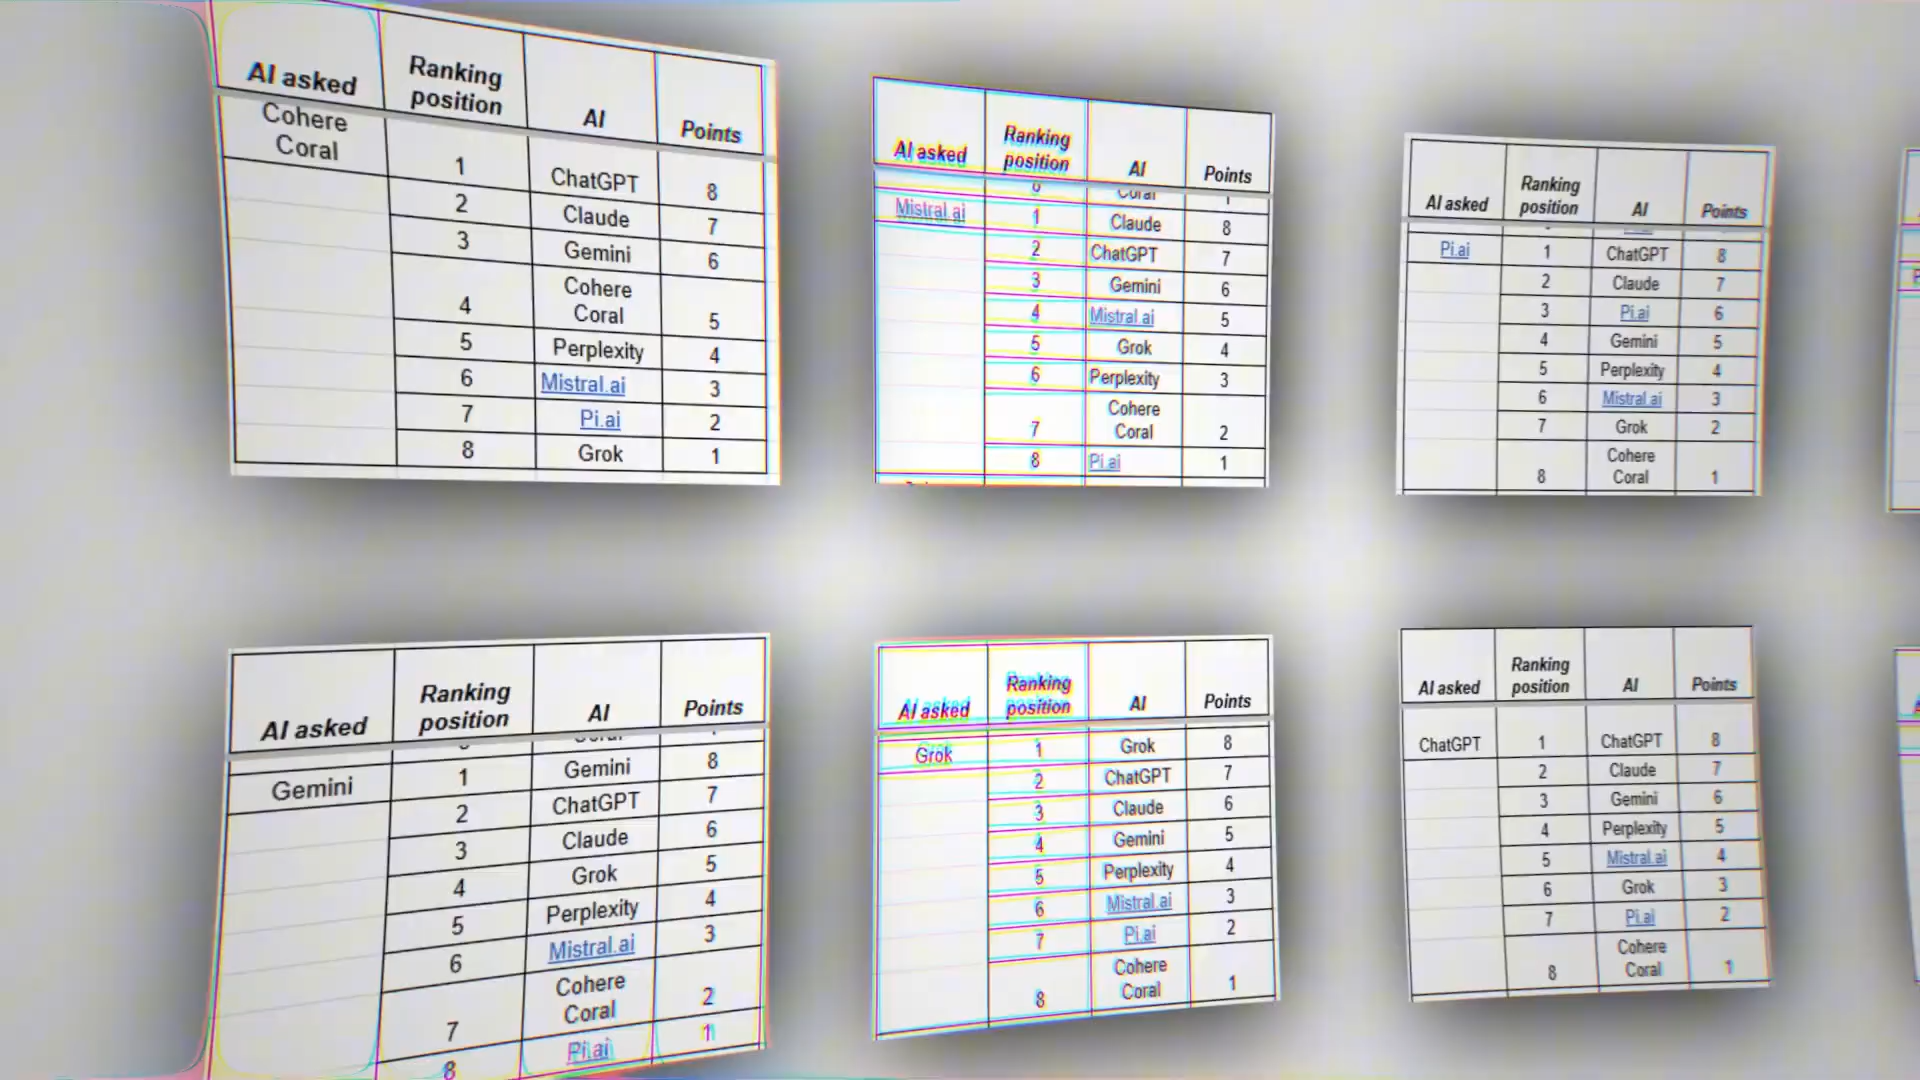 AI asked Ranking position AI Points
Cohere Coral 1 ChatGPT 8
2 Claude 7
3 Gemini 6
4 Cohere Coral 5
5 Perplexity 4
6 Mistral.ai 3
7 Pi.ai 2
8 Grok 1
AI asked Ranking position AI Points
Mistral.ai 1 Claude 8
2 ChatGPT 7
3 Gemini 6
4 Mistral.ai 5
5 Grok 4
6 Perplexity 3
7 Cohere Coral 2
8 Pi.ai 1
AI asked Ranking position AI Points
Pi.ai 1 ChatGPT 8
2 Claude 7
3 Pi.ai 6
4 Gemini 5
5 Perplexity 4
6 Mistral.ai 3
7 Grok 2
8 Cohere Coral 1
AI asked Ranking position AI Points
Gemini 1 Gemini 8
2 ChatGPT 7
3 Claude 6
4 Grok 5
5 Perplexity 4
6 Mistral.ai 3
7 Cohere Coral 2
8 Pi.ai 1
AI asked Ranking position AI Points
Grok 1 Grok 8
2 ChatGPT 7
3 Claude 6
4 Gemini 5
5 Perplexity 4
6 Mistral.ai 3
7 Pi.ai 2
8 Cohere Coral 1
AI asked Ranking position AI Points
ChatGPT 1 ChatGPT 8
2 Claude 7
3 Gemini 6
4 Perplexity 5
5 Mistral.ai 4
6 Grok 3
7 Pi.ai 2
8 Cohere Coral 1